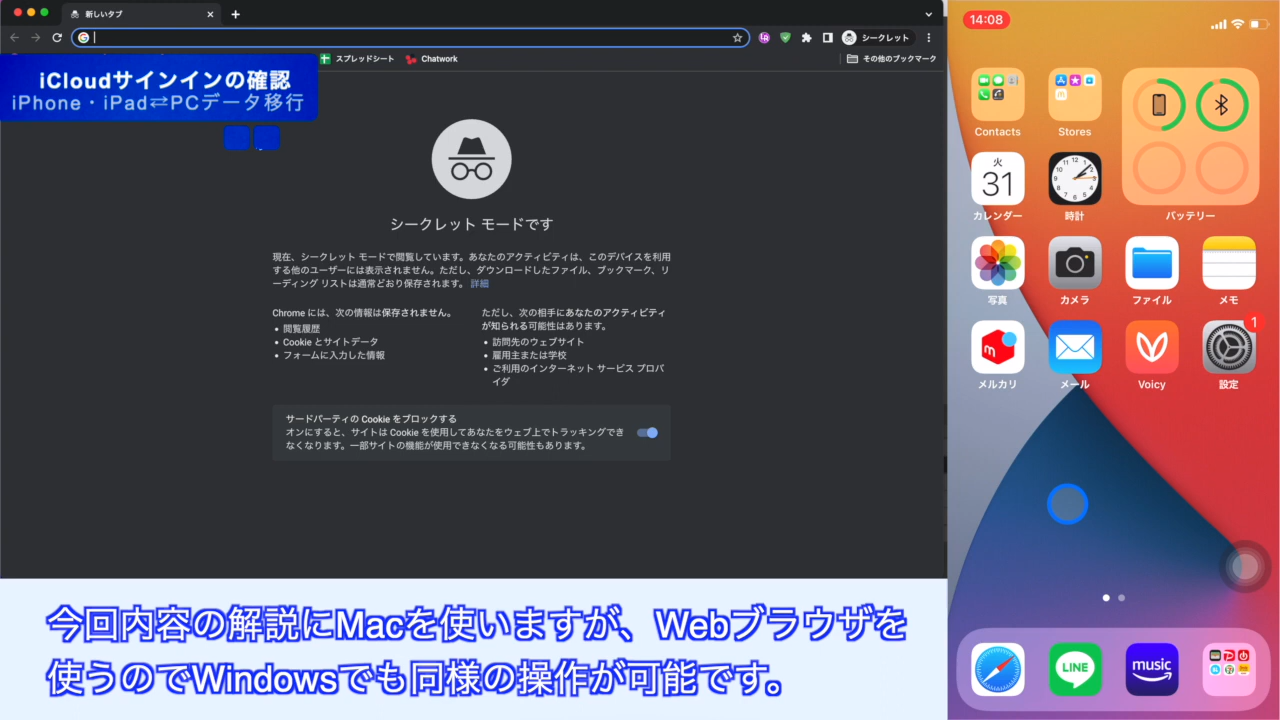 新しいタブ
シークレット
スプレッドシート
Chatwork
その他のブックマーク
iCloudサインインの確認
iPhone・iPad⇄PCデータ移行
シークレット モードです
現在、シークレット モードで閲覧しています。あなたのアクティビティは、このデバイスを利用
する他のユーザーには表示されません。ただし、ダウンロードしたファイル、ブックマーク、リ
ーディング リストは通常どおり保存されます。 詳細
Chrome には、次の情報は保存されません。
• 閲覧履歴
• Cookie とサイトデータ
• フォームに入力した情報
ただし、次の相手にあなたのアクティビティ
が知られる可能性はあります。
• 訪問先のウェブサイト
• 雇用主または学校
• ご利用のインターネット サービス プロバ
イダ
サードパーティの Cookie をブロックする
オンにすると、サイトは Cookie を使用してあなたをウェブ上でトラッキングでき
なくなります。一部サイトの機能が使用できなくなる可能性もあります。
今回内容の解説にMacを使いますが、Webブラウザを
使うのでWindowsでも同様の操作が可能です。
14:08
Contacts
Stores
バッテリー
火
31
カレンダー
時計
写真
カメラ
ファイル
メモ
1
メルカリ
メール
Voicy
設定
LINE
music